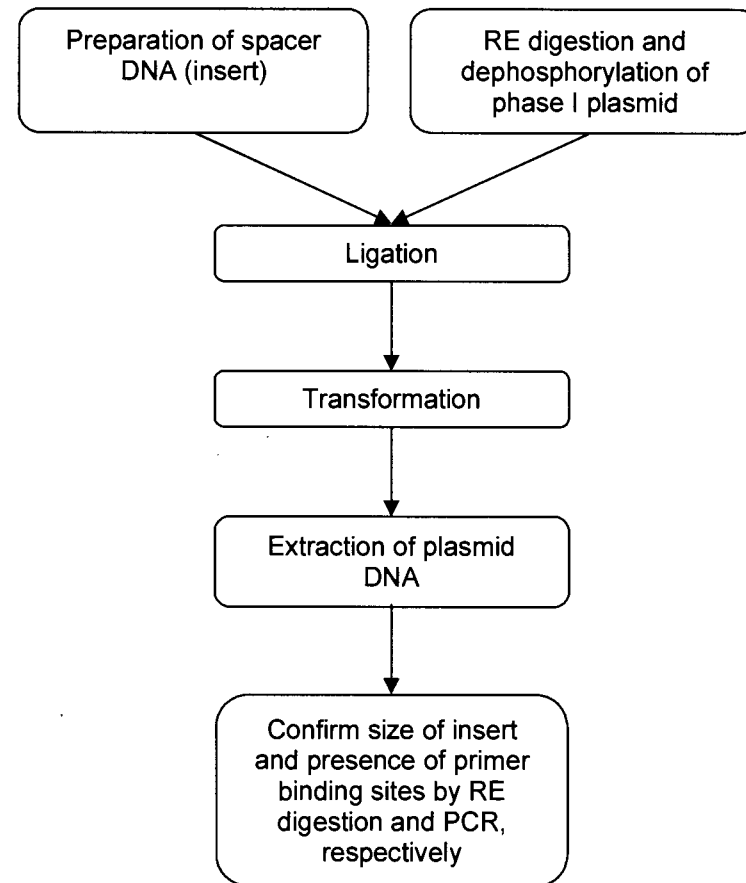 Preparation of spacer
DNA (insert)
RE digestion and
dephosphorylation of
phase I plasmid
Ligation
Transformation
Extraction of plasmid
DNA
Confirm size of insert
and presence of primer
binding sites by RE
digestion and PCR,
respectively